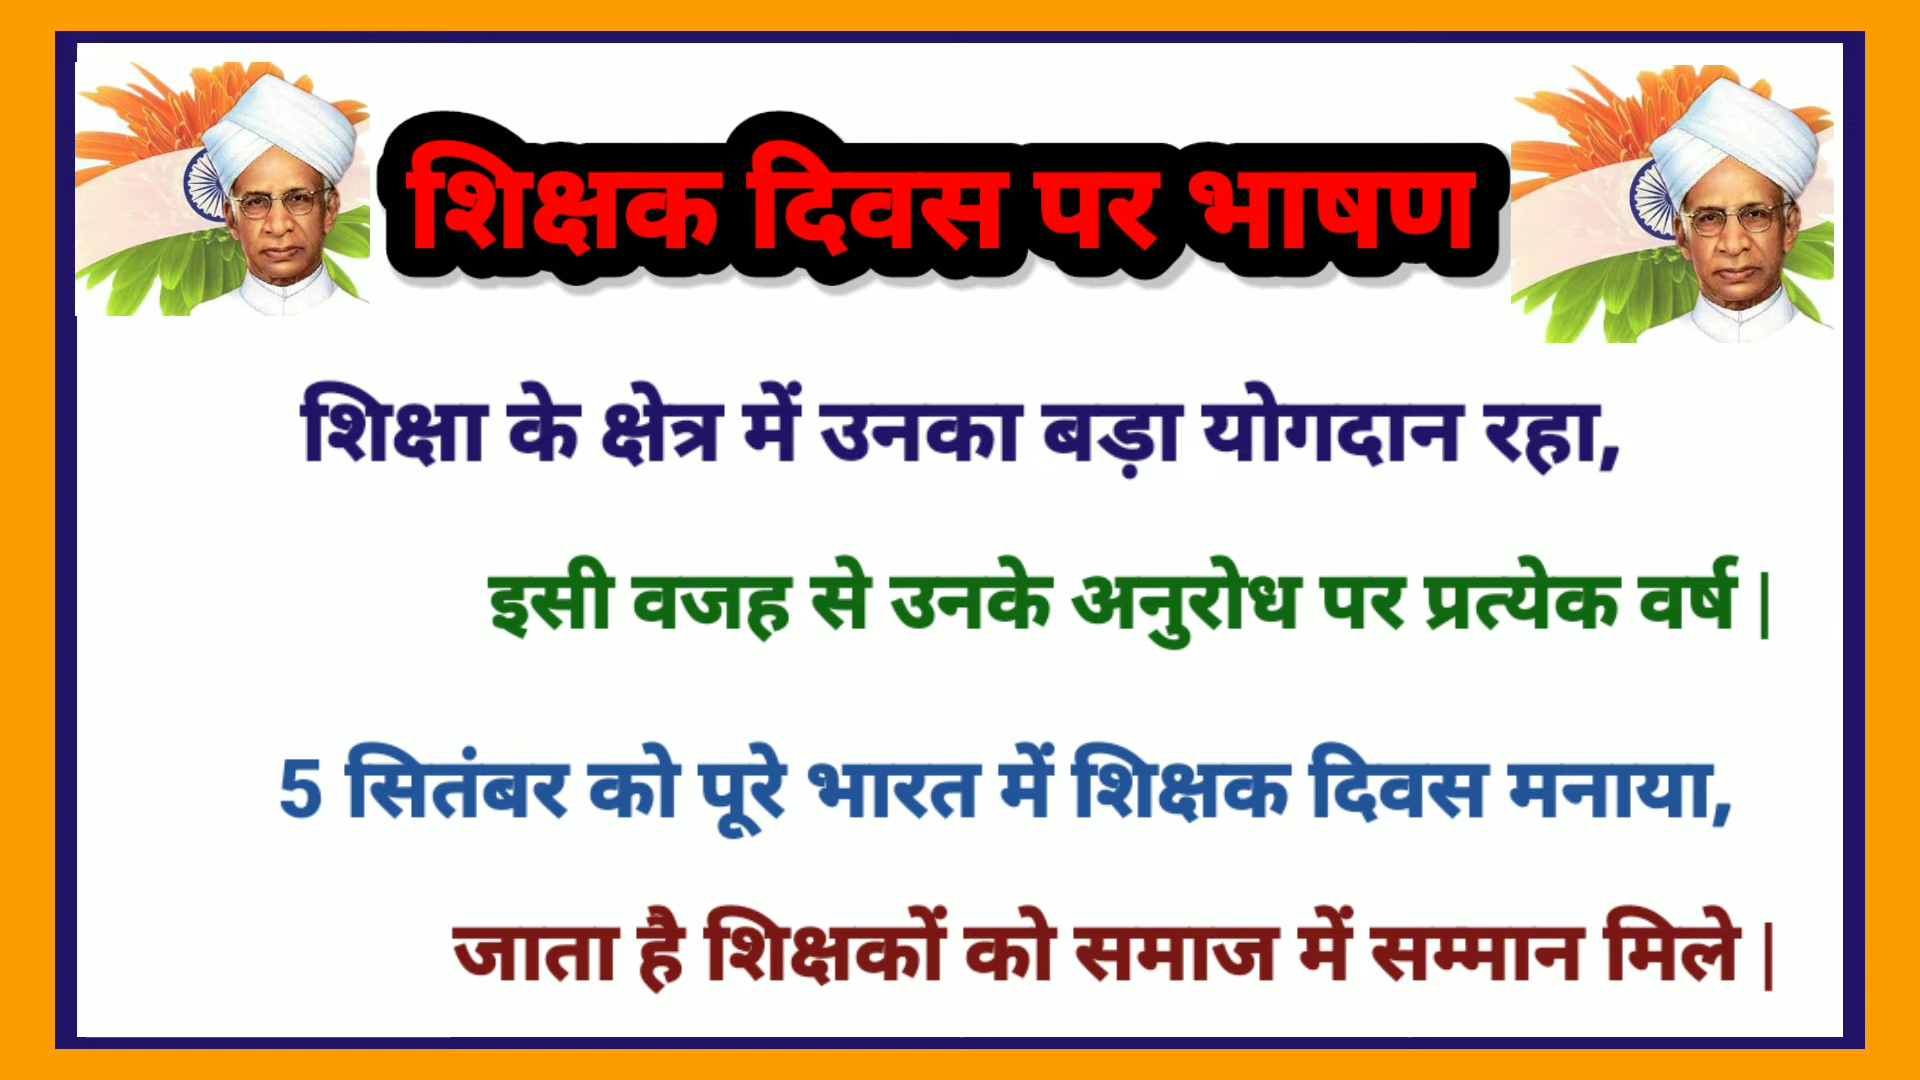 शिक्षक दिवस पर भाषण
शिक्षा के क्षेत्र में उनका बड़ा योगदान रहा,
इसी वजह से उनके अनुरोध पर प्रत्येक वर्ष |
5 सितंबर को पूरे भारत में शिक्षक दिवस मनाया,
जाता है शिक्षकों को समाज में सम्मान मिले |